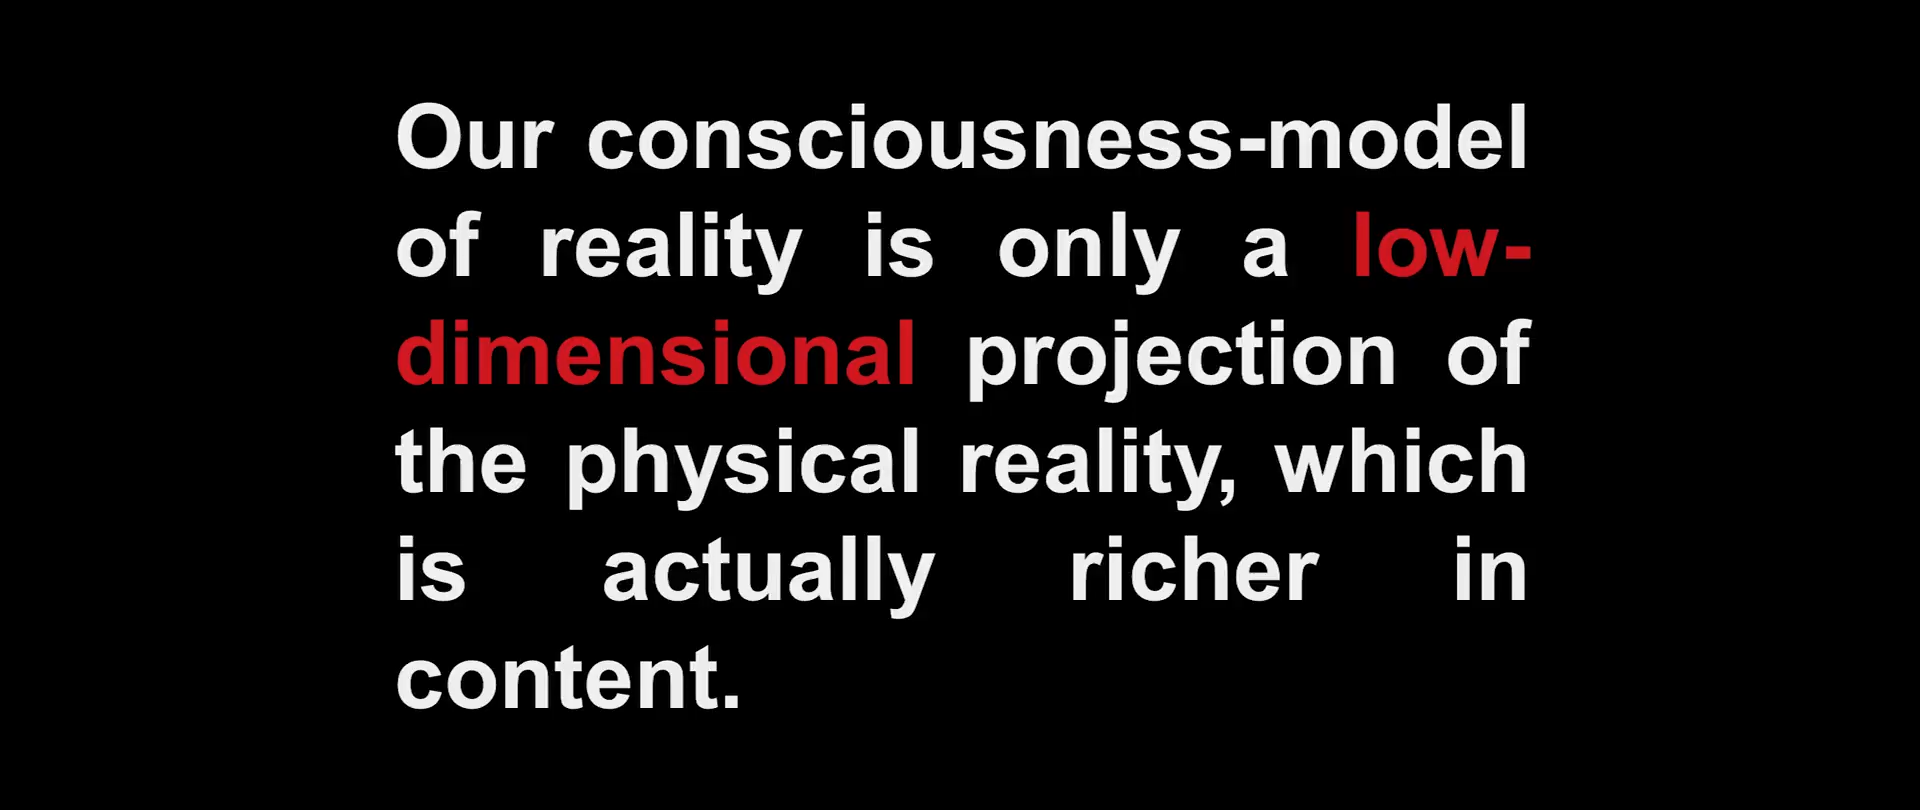 Our consciousness-model
of reality is only a low-
dimensional projection of
the physical reality, which
is actually richer in
content.